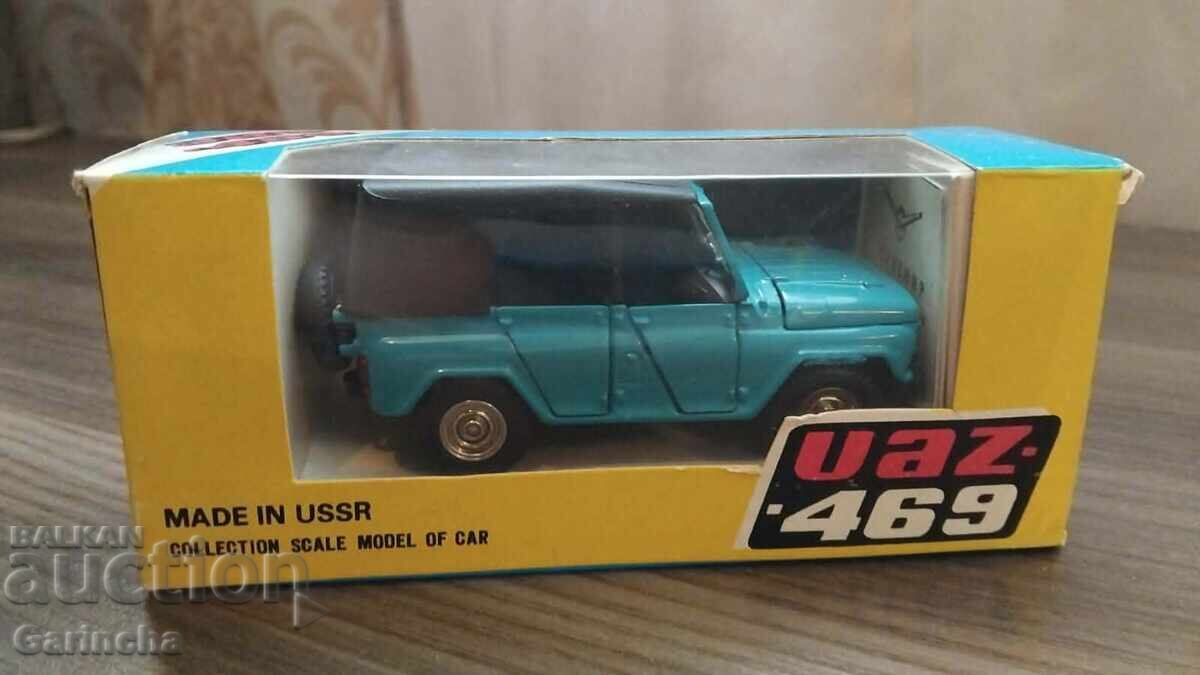 MADE IN USSR
COLLECTION SCALE MODEL OF CAR
uaz
469
BALKAN
auction
Garincha